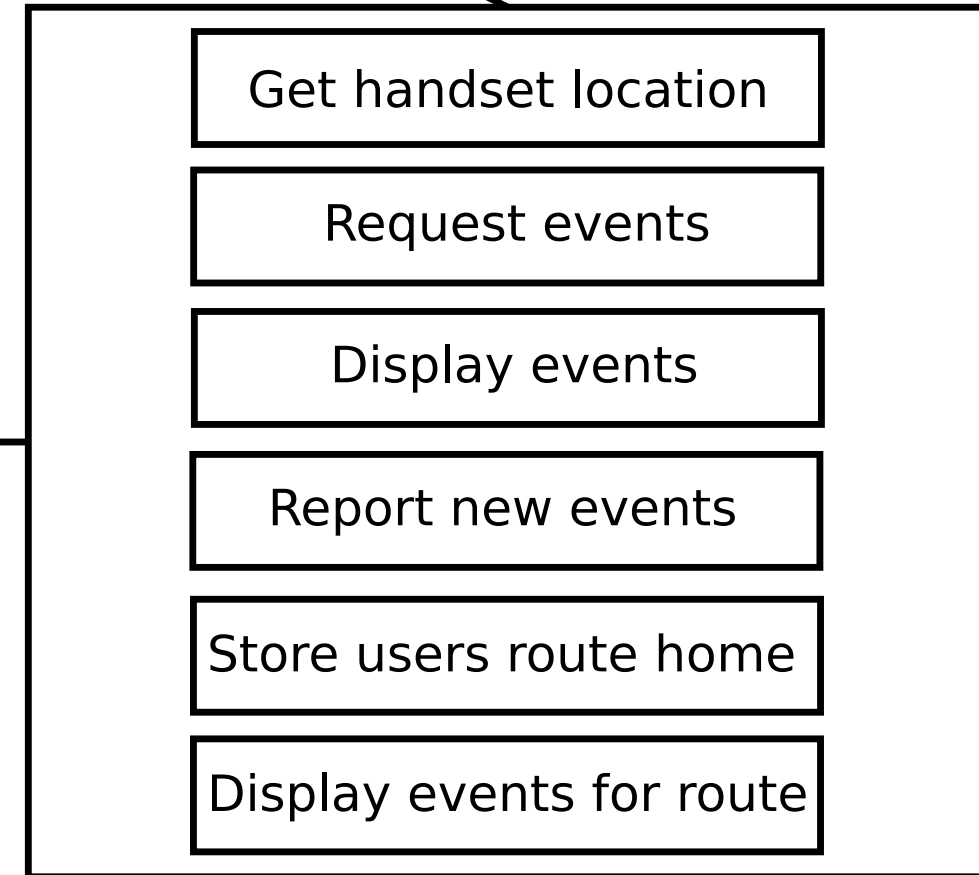 Get handset location
Request events
Display events
Report new events
Store users route home
Display events for route